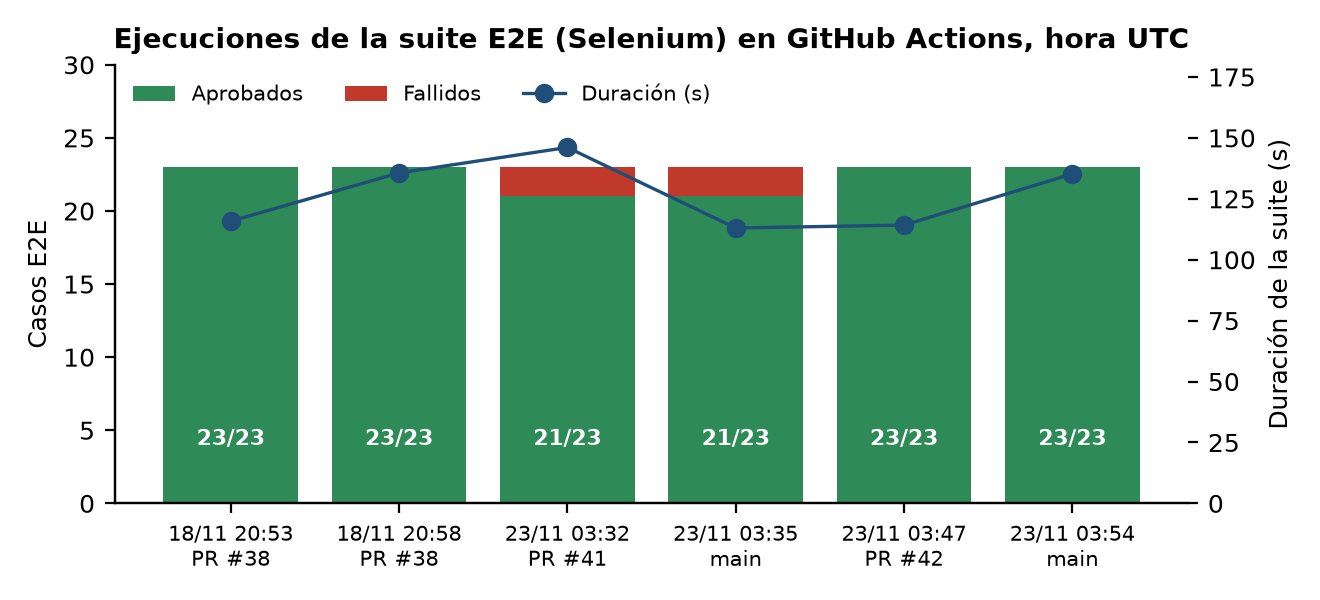 Ejecuciones de la suite E2E (Selenium) en GitHub Actions, hora UTC
Aprobados
Fallidos
Duración (s)
Casos E2E
30
25
20
15
10
5
0
175
150
125
100
75
50
25
0
Duración de la suite (s)
23/23
23/23
21/23
21/23
23/23
23/23
18/11 20:53
PR #38
18/11 20:58
PR #38
23/11 03:32
PR #41
23/11 03:35
main
23/11 03:47
PR #42
23/11 03:54
main